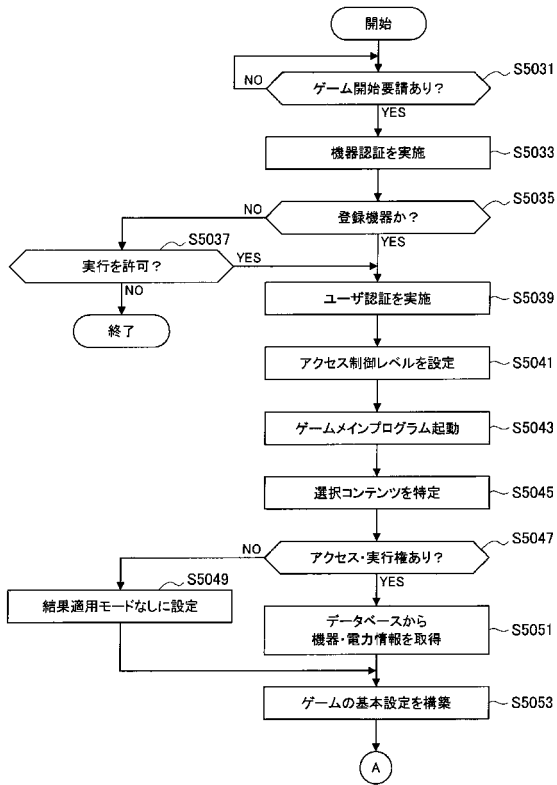 開始
ゲーム開始要請あり?
S5031
NO
YES
機器認証を実施
S5033
登録機器か?
S5035
NO
YES
実行を許可?
S5037
YES
NO
終了
ユーザ認証を実施
S5039
アクセス制御レベルを設定
S5041
ゲームメインプログラム起動
S5043
選択コンテンツを特定
S5045
アクセス・実行権あり?
S5047
NO
YES
結果適用モードなしに設定
S5049
データベースから
機器・電力情報を取得
S5051
ゲームの基本設定を構築
S5053
A